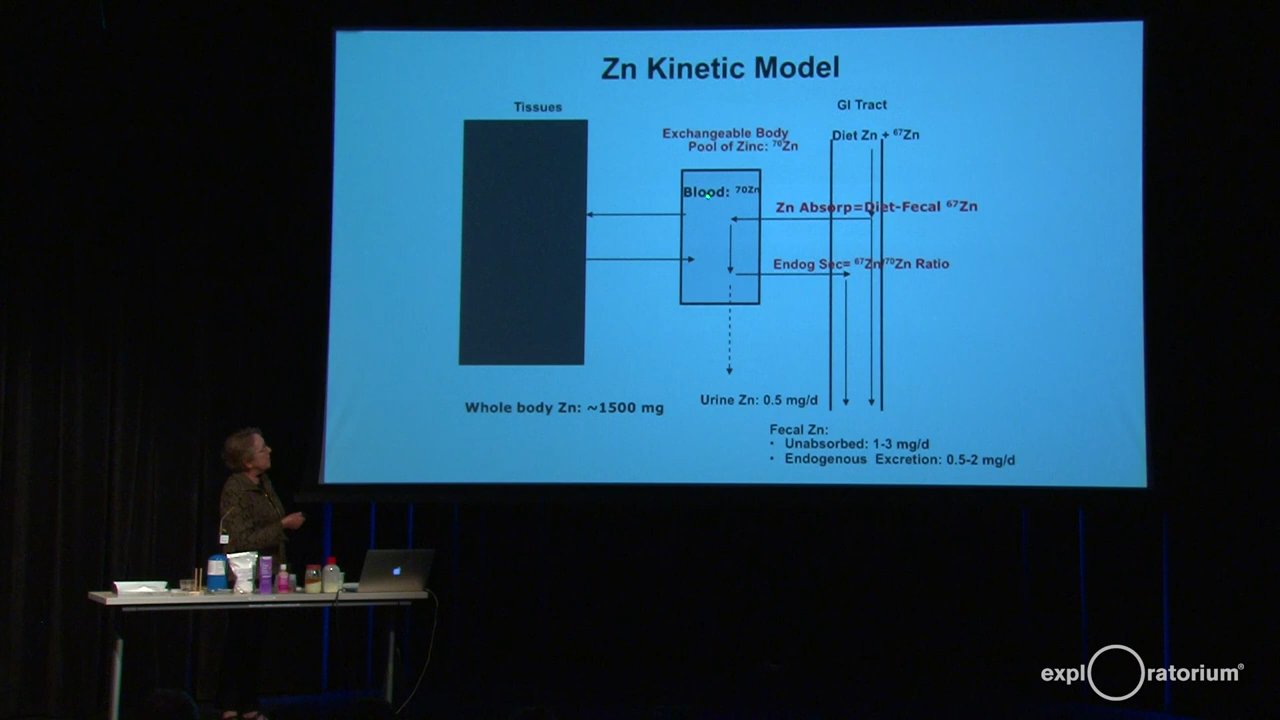 Zn Kinetic Model
Tissues
GI Tract
Exchangeable Body
Pool of Zinc: ⁷⁰Zn
Diet Zn + ⁶⁷Zn
Blood: ⁷⁰Zn
Zn Absorp=Diet-Fecal ⁶⁷Zn
Endog Sec= ⁶⁷Zn/⁷⁰Zn Ratio
Urine Zn: 0.5 mg/d
Whole body Zn: ~1500 mg
Fecal Zn:
• Unabsorbed: 1-3 mg/d
• Endogenous Excretion: 0.5-2 mg/d
exploratorium®